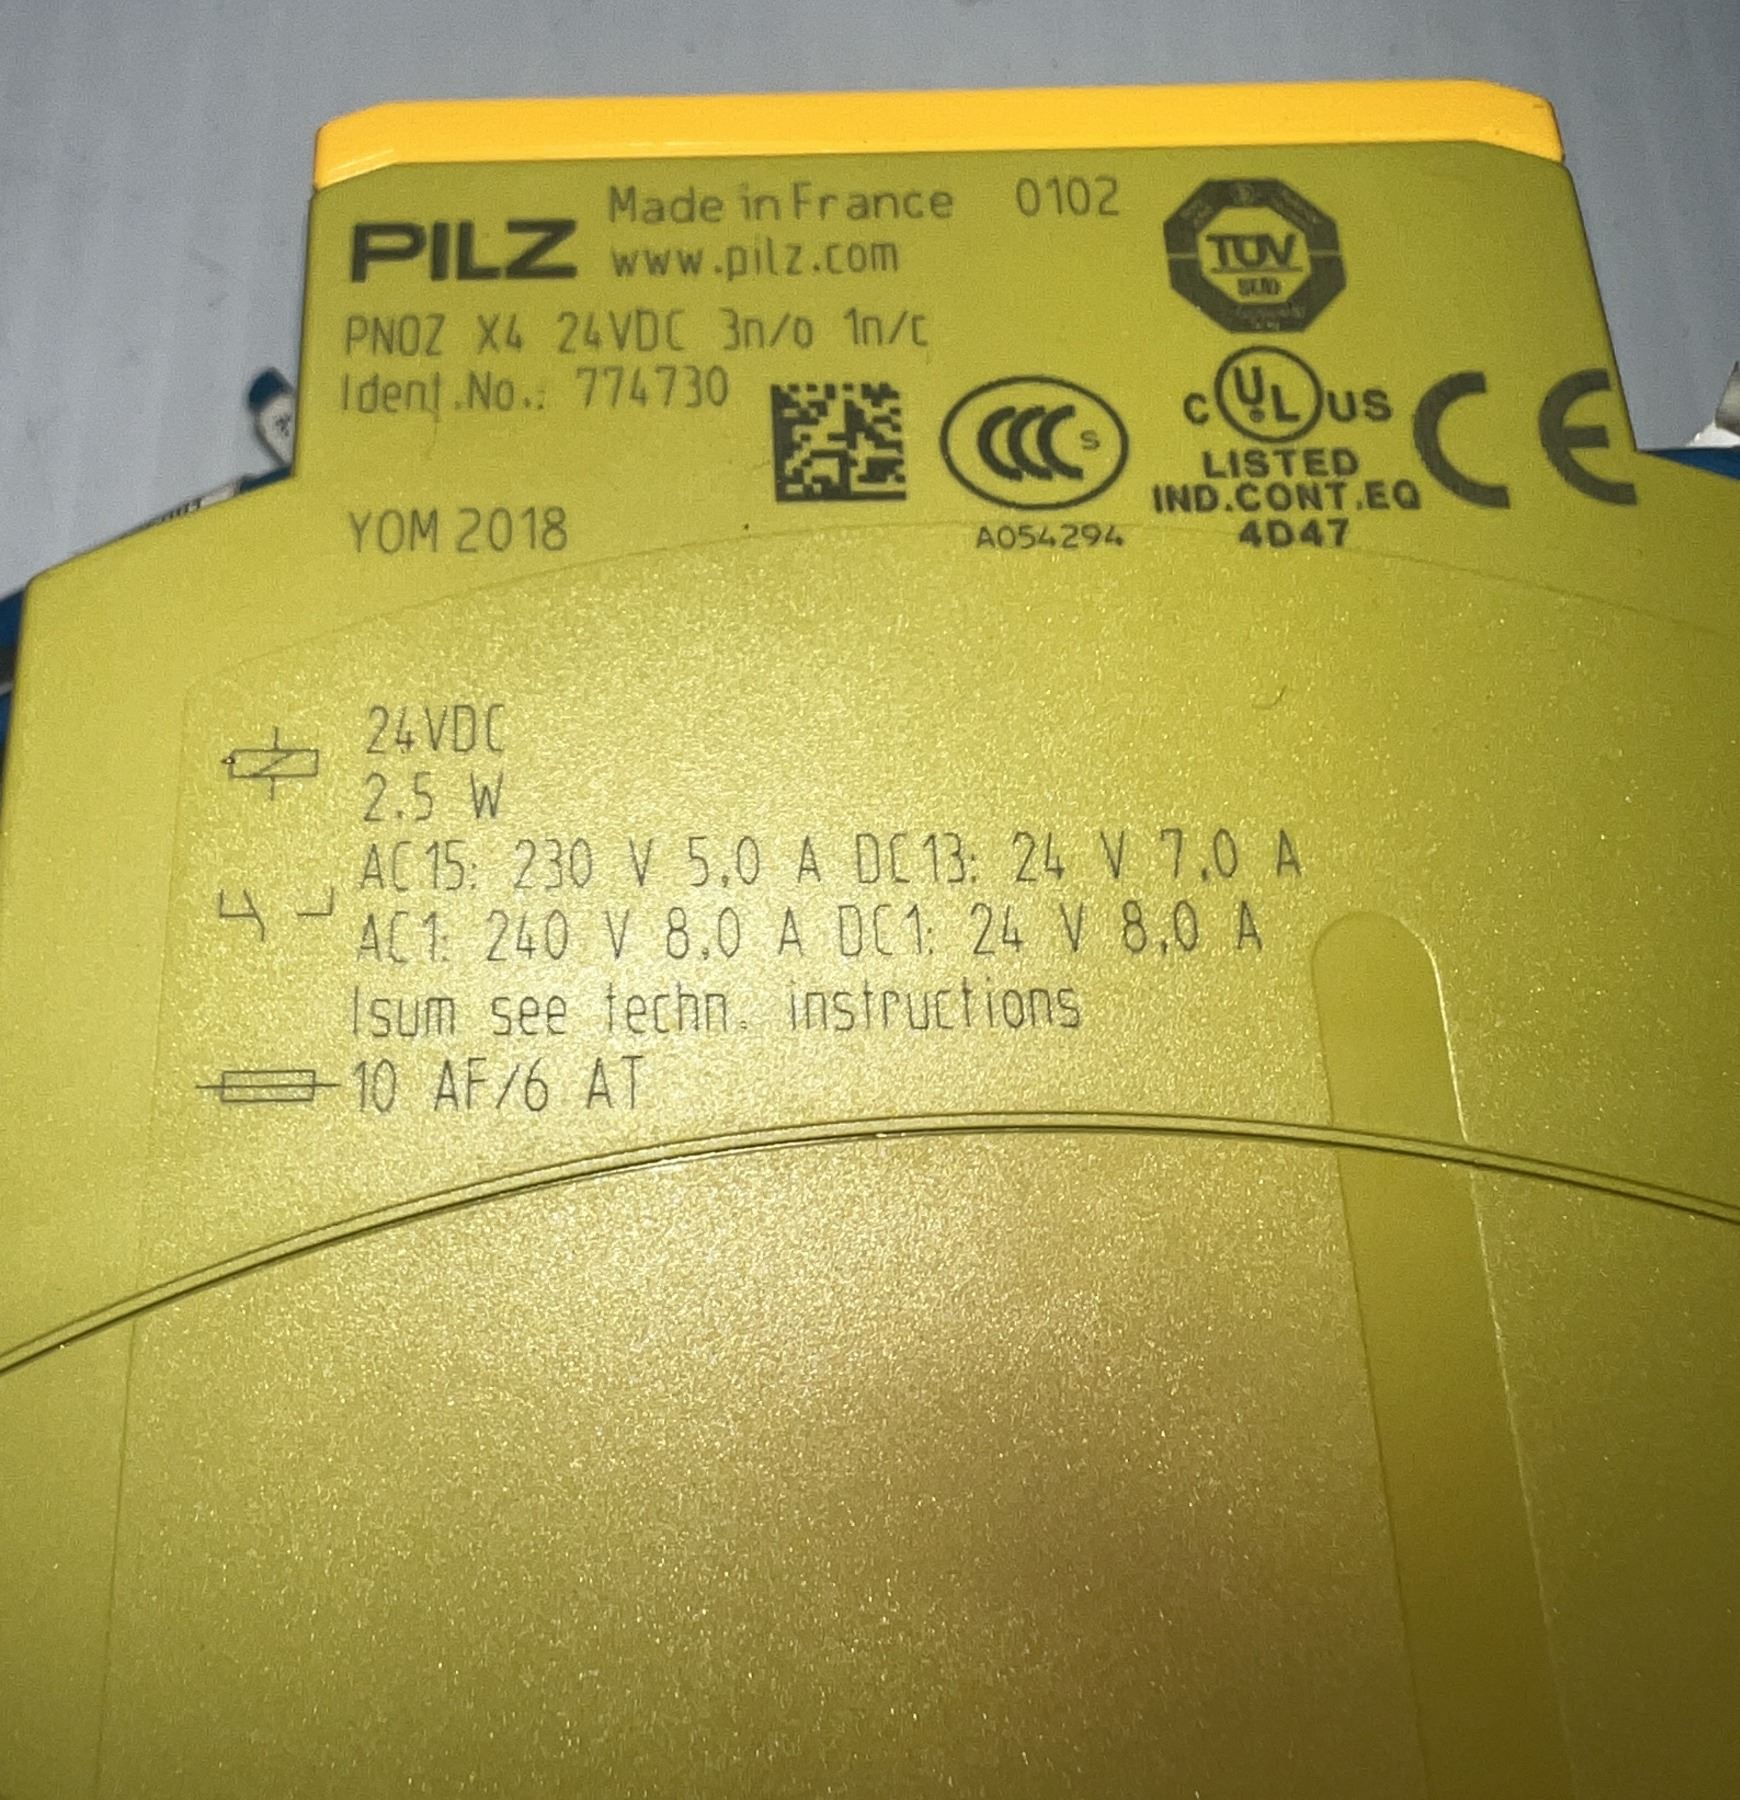 PILZ Made in France 0102
www.pilz.com
PNOZ X4 24VDC 3n/o 1n/c
Ident.No.: 774730
YOM 2018
TÜV
SÜD
CCC S
A054294
C UL US
LISTED
IND.CONT.EQ
4D47
CE
24VDC
2.5 W
AC15: 230 V 5,0 A DC13: 24 V 7,0 A
AC1: 240 V 8,0 A DC1: 24 V 8,0 A
Isum see techn. instructions
10 AF/6 AT